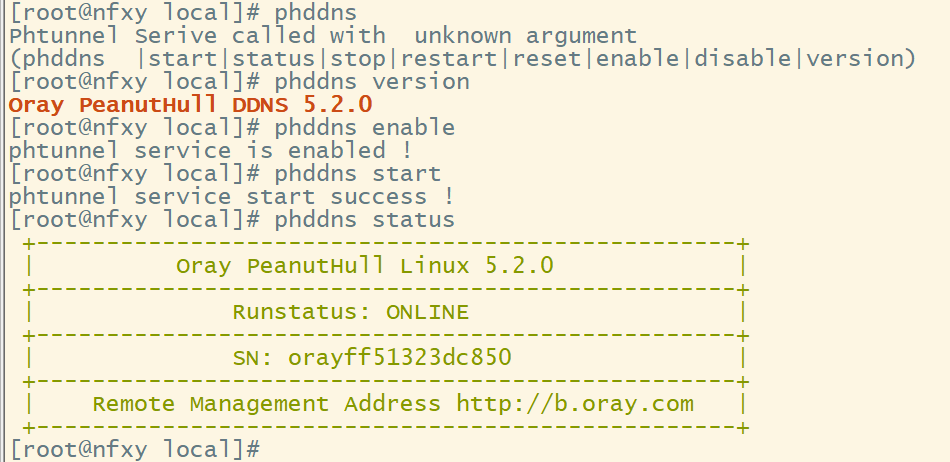 [root@nfxy local]# phddns
Phtunnel Serive called with  unknown argument
(phddns  |start|status|stop|restart|reset|enable|disable|version)
[root@nfxy local]# phddns version
Oray PeanutHull DDNS 5.2.0
[root@nfxy local]# phddns enable
phtunnel service is enabled !
[root@nfxy local]# phddns start
phtunnel service start success !
[root@nfxy local]# phddns status
+--------------------------------------------------+
|          Oray PeanutHull Linux 5.2.0             |
+--------------------------------------------------+
|              Runstatus: ONLINE                   |
+--------------------------------------------------+
|              SN: orayff51323dc850                |
+--------------------------------------------------+
|    Remote Management Address http://b.oray.com   |
+--------------------------------------------------+
[root@nfxy local]#